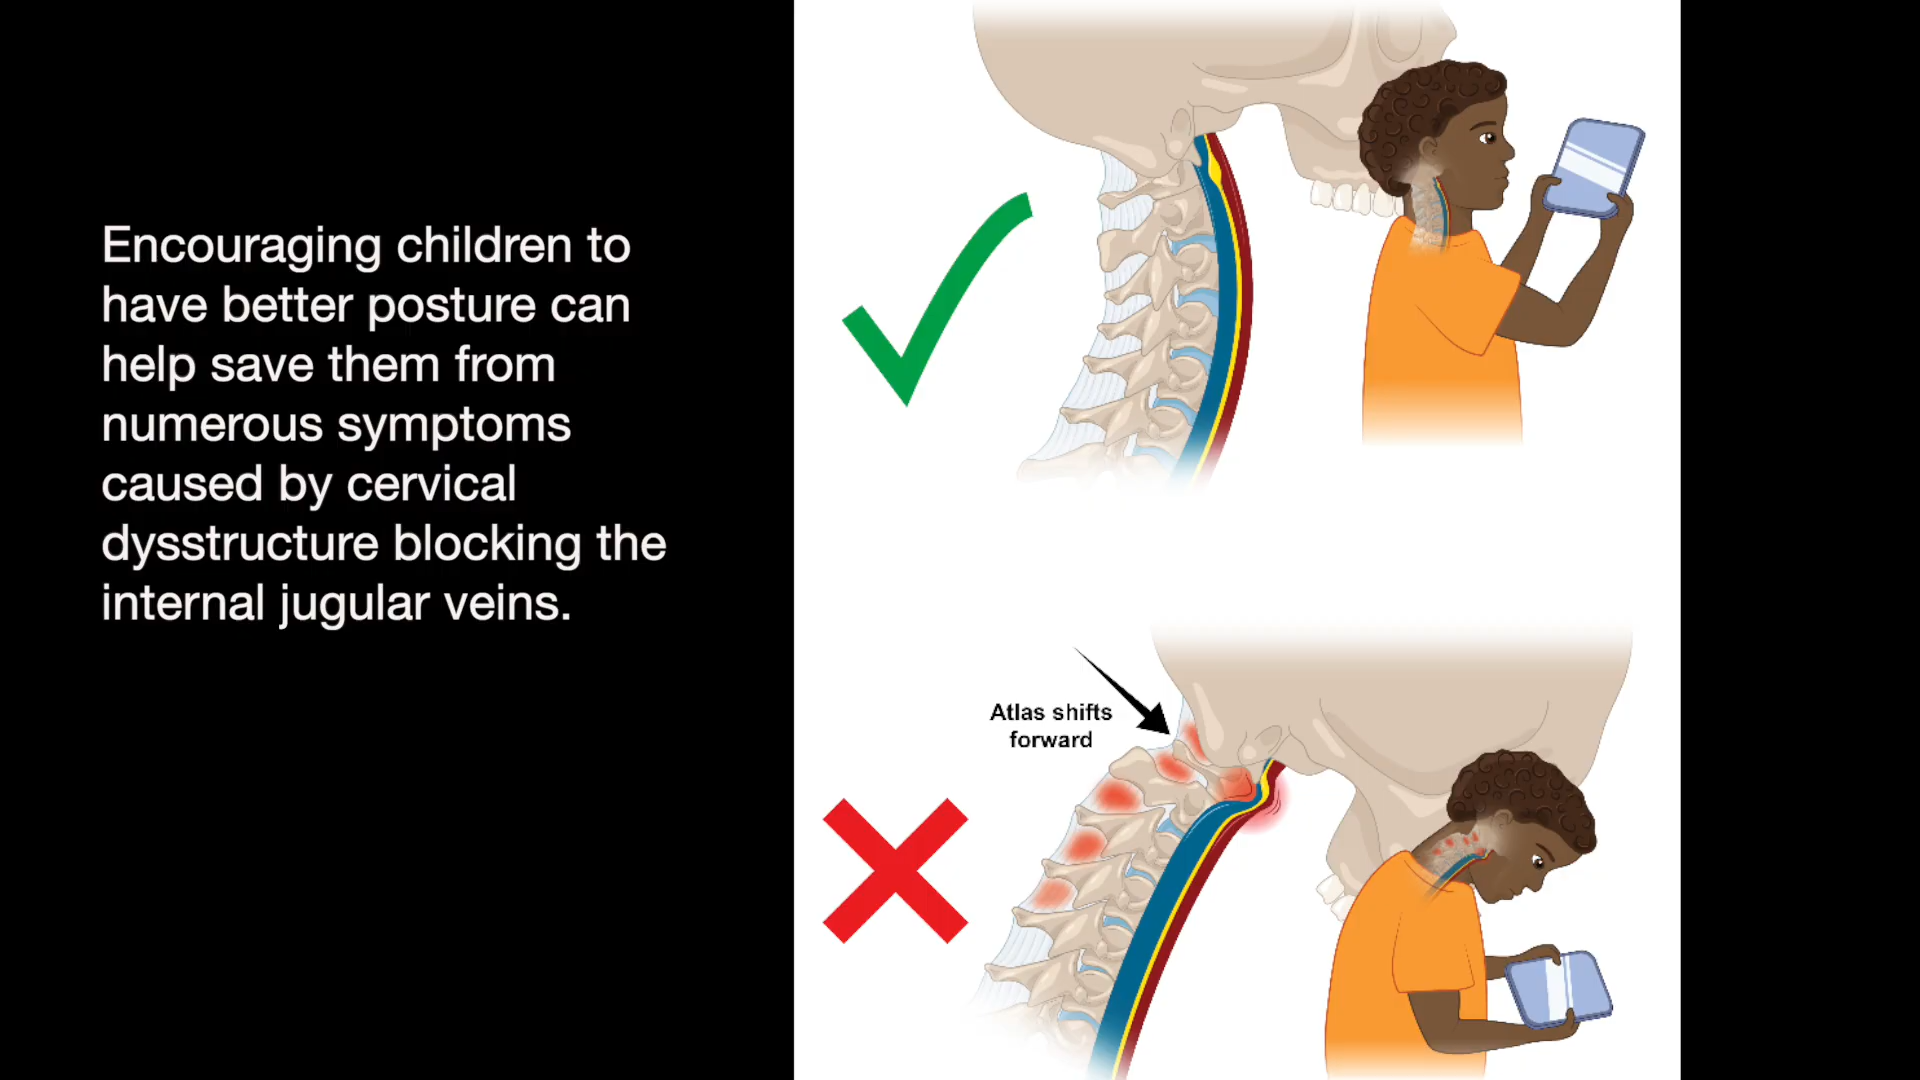 Encouraging children to
have better posture can
help save them from
numerous symptoms
caused by cervical
dysstructure blocking the
internal jugular veins.
Atlas shifts
forward